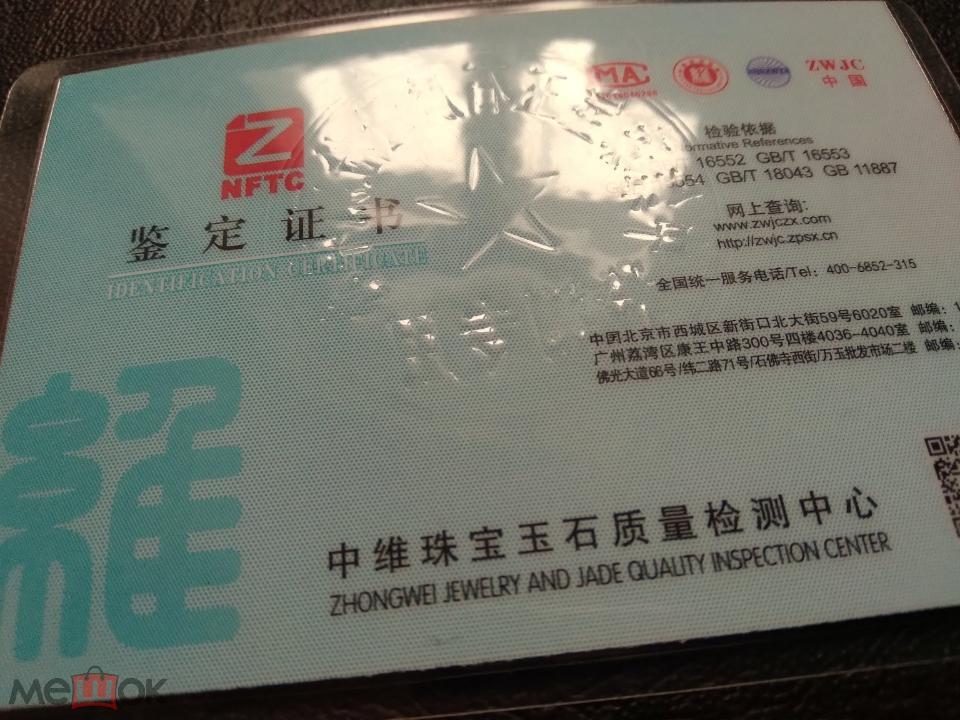 MA
ZWJC
中国
Z
NFTC
鉴定证书
IDENTIFICATION CERTIFICATE
检验依据
References
16552 GB/T 16553
GB/T 18043 GB 11887
网上查询:
www.zwjczx.com
http://zwjc.zpsx.cn
全国统一服务电话/Tel: 400-6852-315
中国北京市西城区新街口北大街59号6020室 邮编:
广州荔湾区康王中路300号四楼4036-4040室 邮编:
佛光大道66号/纬二路71号/石佛寺西街/万玉批发市场二楼 邮编:
中维珠宝玉石质量检测中心
ZHONGWEI JEWELRY AND JADE QUALITY INSPECTION CENTER
мешок